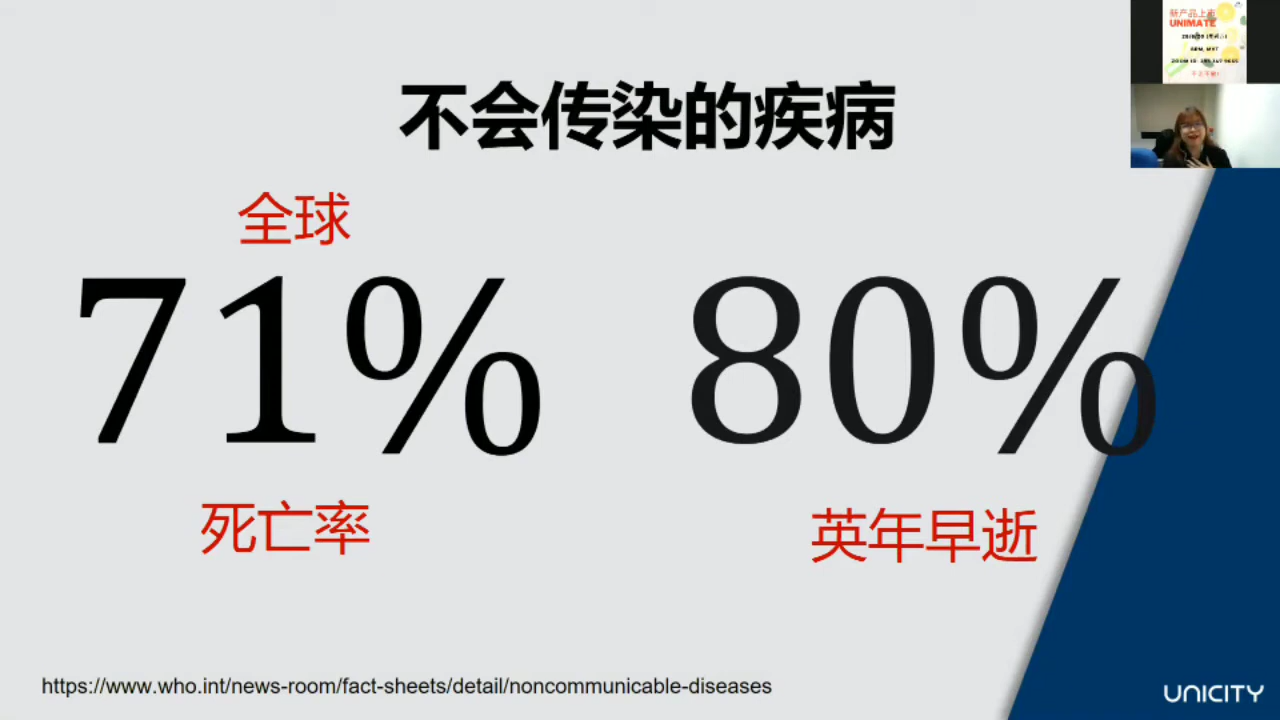 不会传染的疾病
全球
71%
80%
死亡率
英年早逝
https://www.who.int/news-room/fact-sheets/detail/noncommunicable-diseases
UNICITY
新产品上市
UNIMATE